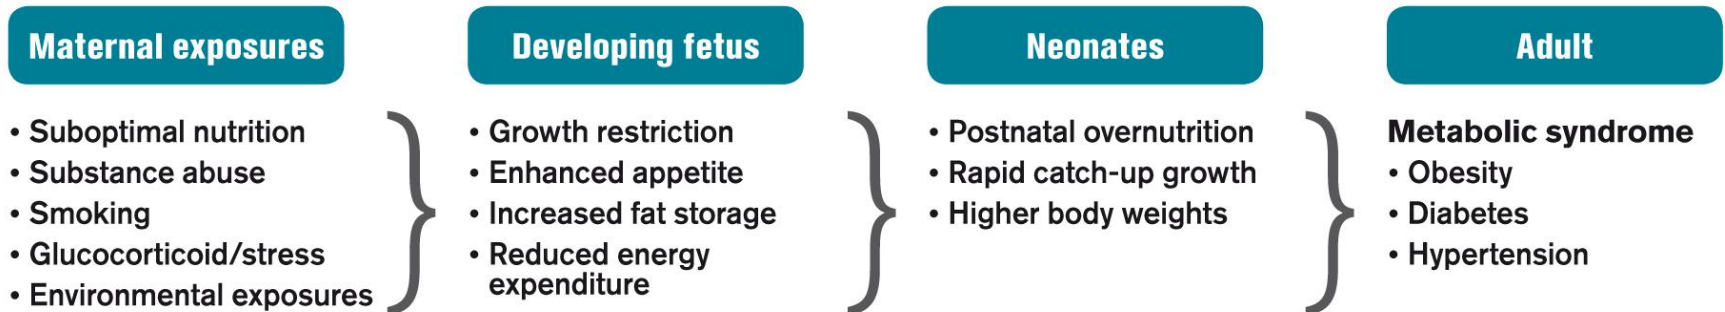 Maternal exposures
• Suboptimal nutrition
• Substance abuse
• Smoking
• Glucocorticoid/stress
• Environmental exposures
Developing fetus
• Growth restriction
• Enhanced appetite
• Increased fat storage
• Reduced energy
expenditure
Neonates
• Postnatal overnutrition
• Rapid catch-up growth
• Higher body weights
Adult
Metabolic syndrome
• Obesity
• Diabetes
• Hypertension